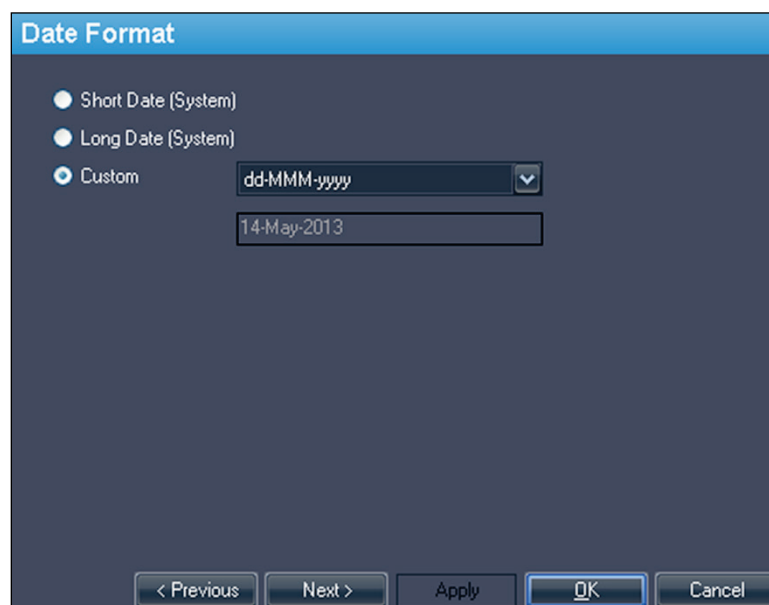 Date Format
Short Date (System)
Long Date (System)
Custom
dd-MMM-yyyy
14-May-2013
< Previous
Next >
Apply
OK
Cancel